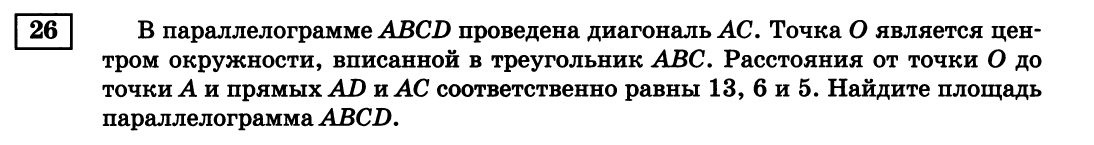 26
В параллелограмме ABCD проведена диагональ AC. Точка O является цен-
тром окружности, вписанной в треугольник ABC. Расстояния от точки O до
точки A и прямых AD и AC соответственно равны 13, 6 и 5. Найдите площадь
параллелограмма ABCD.